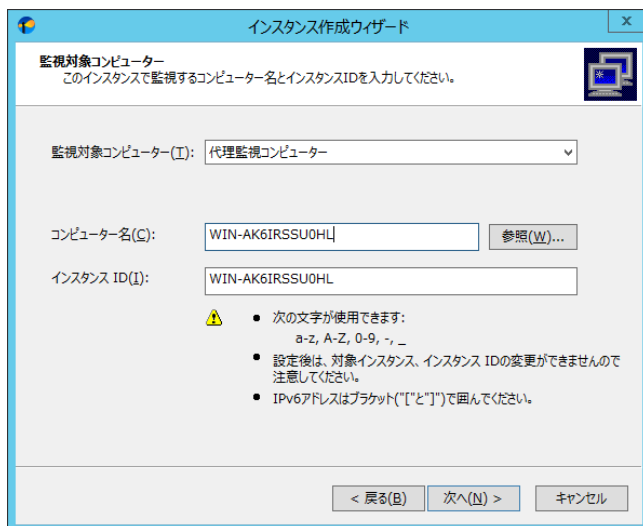 インスタンス作成ウィザード
x
監視対象コンピューター
このインスタンスで監視するコンピューター名とインスタンスIDを入力してください。
監視対象コンピューター(T): 代理監視コンピューター
コンピューター名(C): WIN-AK6IRSSU0HL 参照(W)...
インスタンス ID(I): WIN-AK6IRSSU0HL
● 次の文字が使用できます:
a-z, A-Z, 0-9, -, _
● 設定後は、対象インスタンス、インスタンス IDの変更ができませんので
注意してください。
● IPv6アドレスはブラケット("["と"]")で囲んでください。
< 戻る(B) 次へ(N) > キャンセル